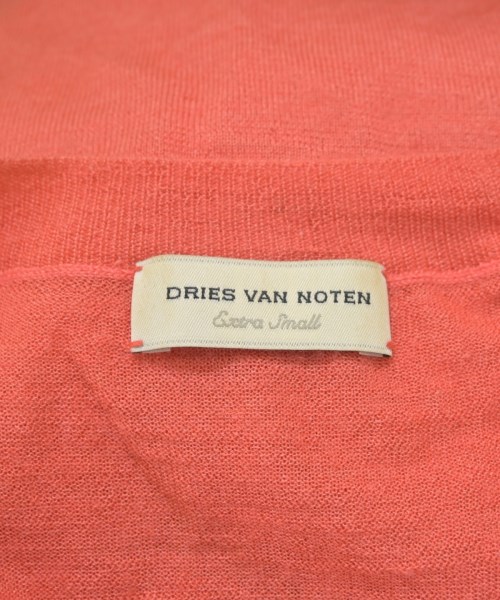 DRIES VAN NOTEN
Extra Small